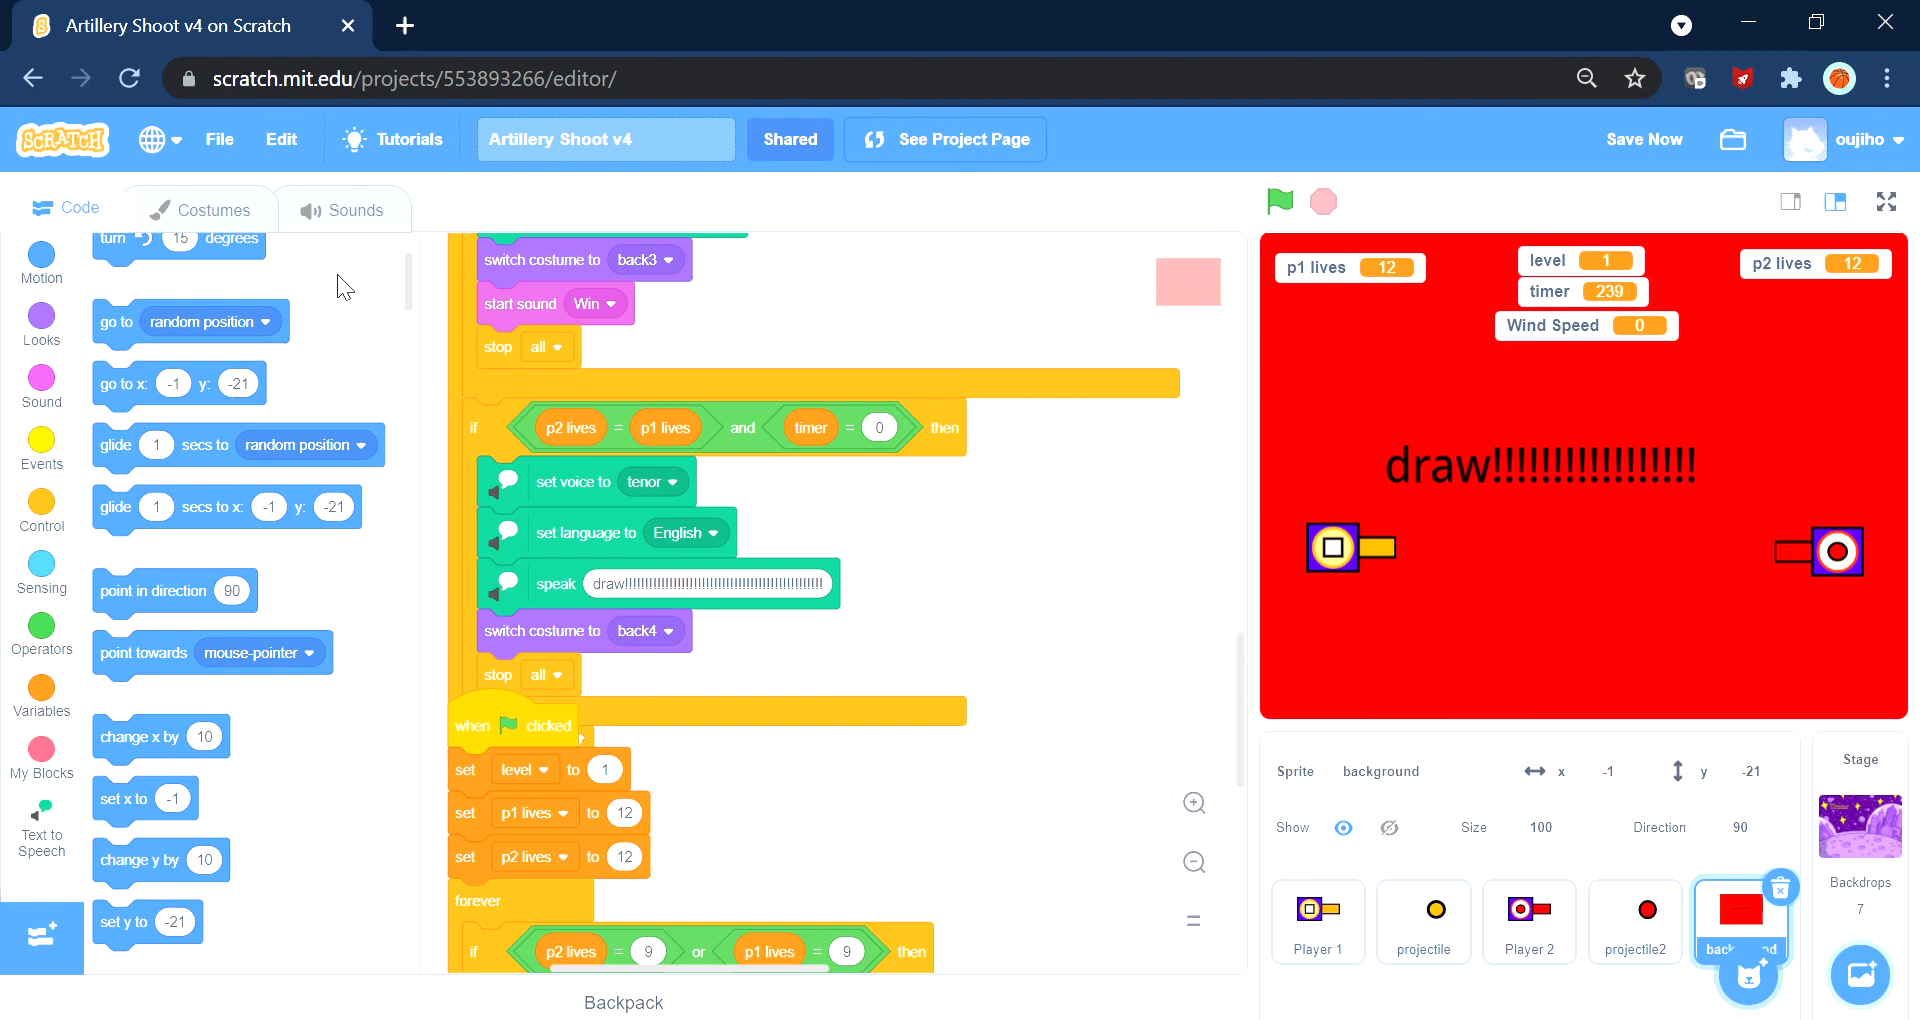 Artillery Shoot v4 on Scratch
scratch.mit.edu/projects/553893266/editor/
SCRATCH
File
Edit
Tutorials
Artillery Shoot v4
Shared
See Project Page
Save Now
oujiho
Code
Costumes
Sounds
Motion
Looks
Sound
Events
Control
Sensing
Operators
Variables
My Blocks
Text to
Speech
turn 15 degrees
go to random position
go to x: -1 y: -21
glide 1 secs to random position
glide 1 secs to x: -1 y: -21
point in direction 90
point towards mouse-pointer
change x by 10
set x to -1
change y by 10
set y to -21
switch costume to back3
start sound Win
stop all
if p2 lives = p1 lives and timer = 0 then
set voice to tenor
set language to English
speak
switch costume to back4
stop all
when clicked
set level to 1
set p1 lives to 12
set p2 lives to 12
forever
if p2 lives = 9 or p1 lives = 9 then
Backpack
p1 lives 12
level 1
timer 239
Wind Speed 0
p2 lives 12
draw!!!!!!!!!!!!!!!!!
Sprite background
x -1
y -21
Show
Size 100
Direction 90
Player 1
projectile
Player 2
projectile2
Stage
Backdrops
7